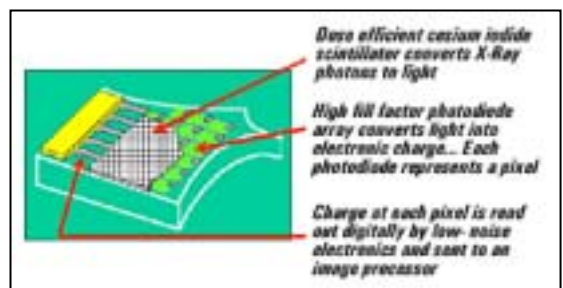 Dose efficient cesium iodide
scintillator converts X-Ray
photons to light
High fill factor photodiode
array converts light into
electronic charge... Each
photodiode represents a pixel
Charge at each pixel is read
out digitally by low-noise
electronics and sent to an
image processor